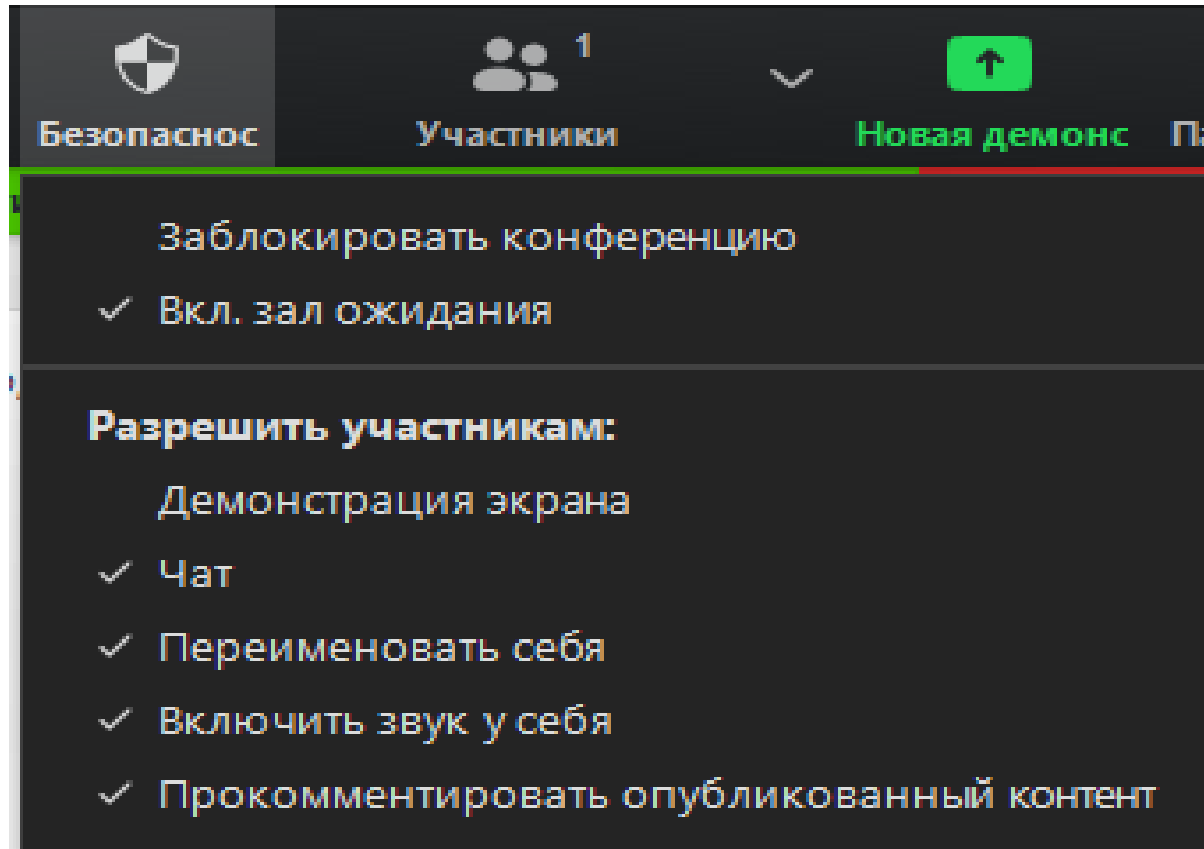 1
Безопаснос Участники Новая демонс Па
Заблокировать конференцию
Вкл. зал ожидания
Разрешить участникам:
Демонстрация экрана
Чат
Переименовать себя
Включить звук у себя
Прокомментировать опубликованный контент